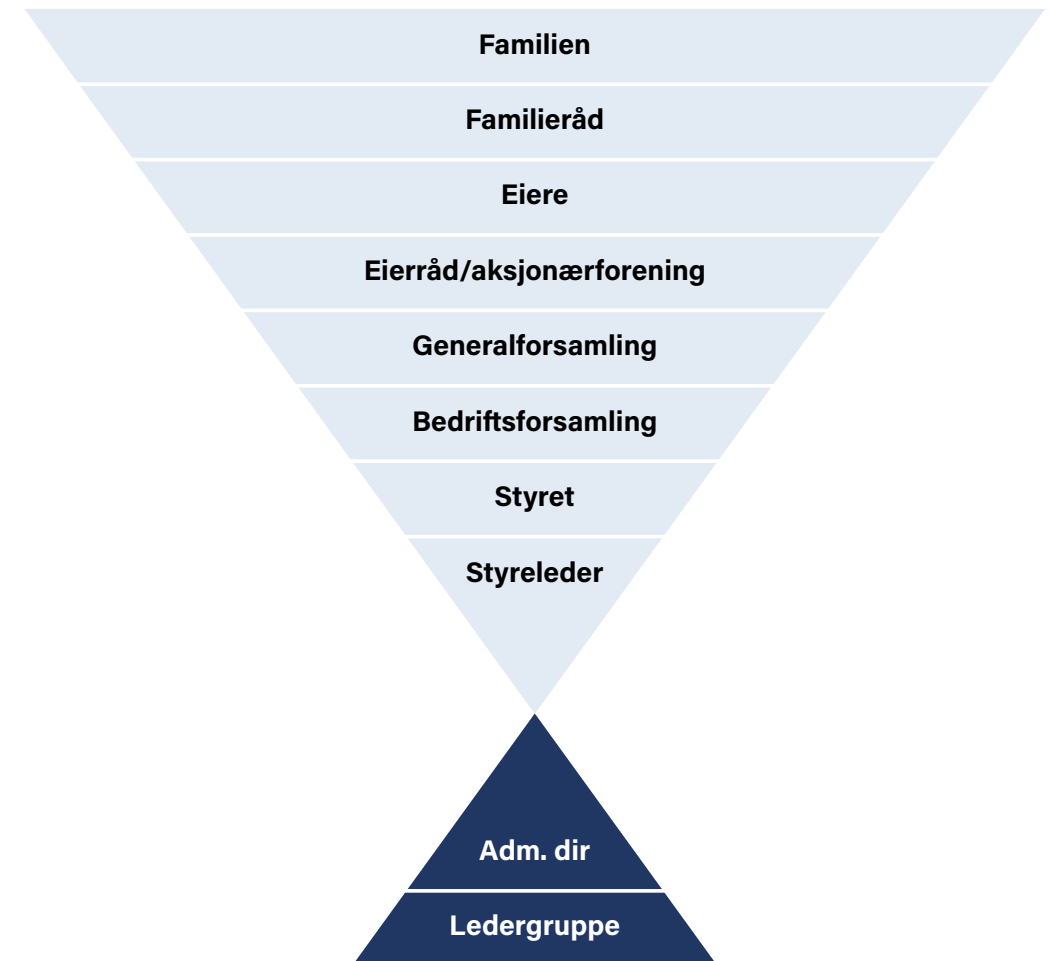 Familien
Familieråd
Eiere
Eierråd/aksjonærforening
Generalforsamling
Bedriftsforsamling
Styret
Styreleder
Adm. dir
Ledergruppe